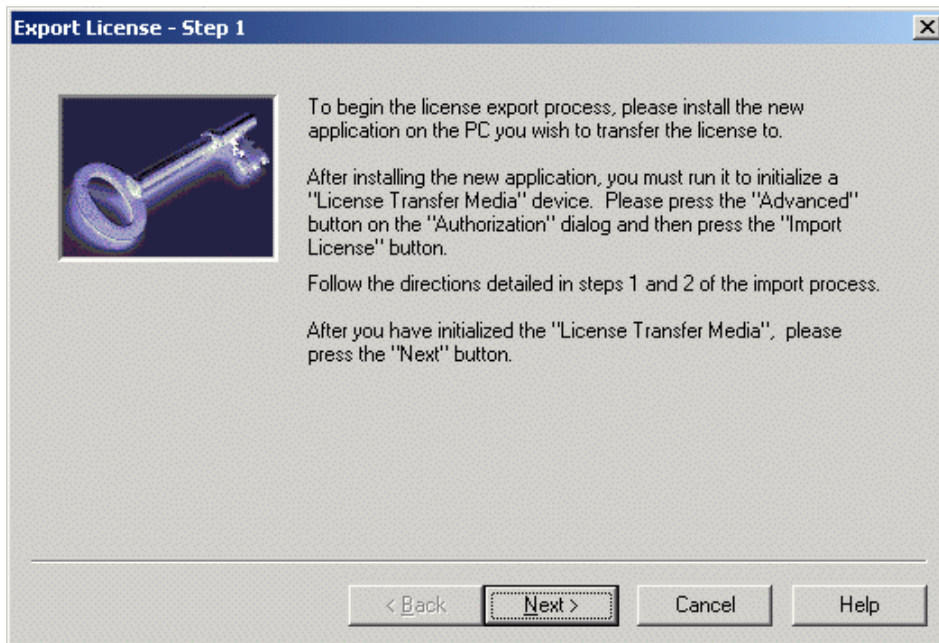 Export License - Step 1
To begin the license export process, please install the new
application on the PC you wish to transfer the license to.
After installing the new application, you must run it to initialize a
"License Transfer Media" device.  Please press the "Advanced"
button on the "Authorization" dialog and then press the "Import
License" button.
Follow the directions detailed in steps 1 and 2 of the import process.
After you have initialized the "License Transfer Media",  please
press the "Next" button.
< Back
Next >
Cancel
Help